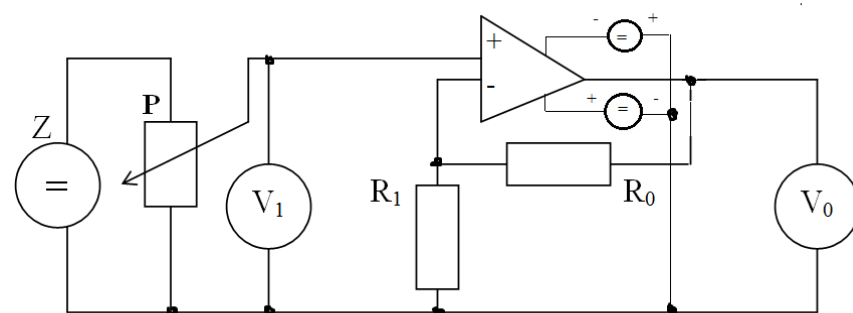 - = +
+
-
+ = -
Z
P
=
V₁
R₁
R₀
V₀